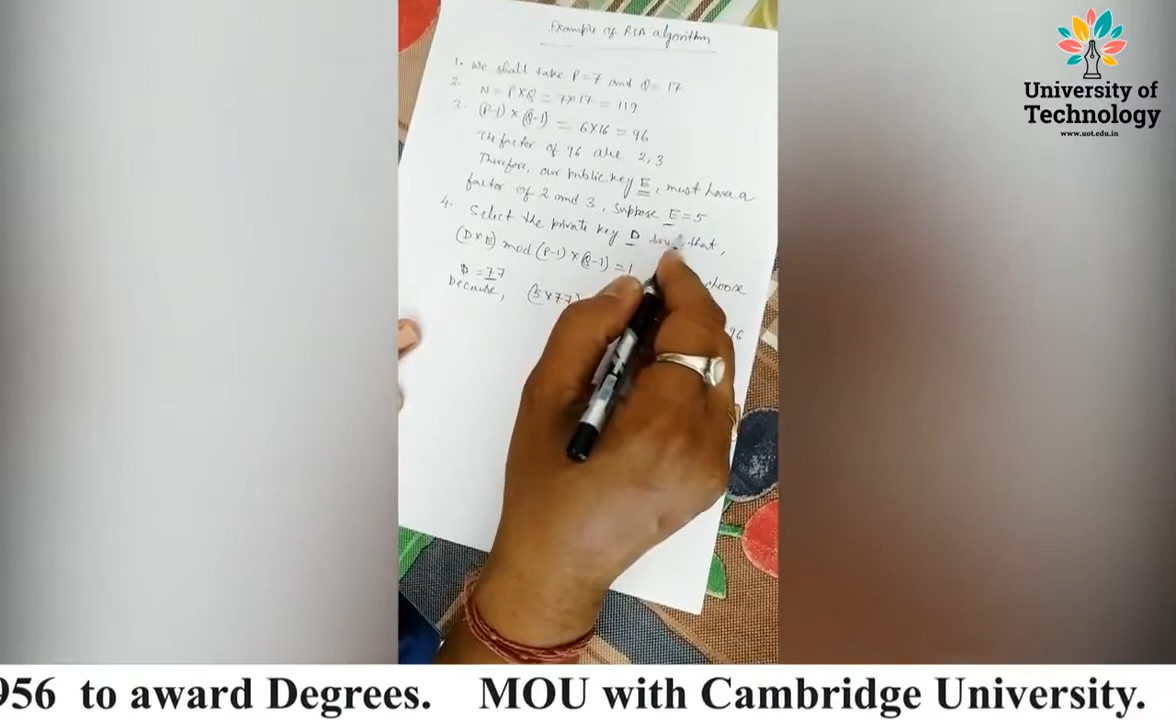 Example of RSA algorithm
1. We shall take P=7 and Q=17
2. N = P×Q = 7×17 = 119
3. (P-1) × (Q-1) = 6×16 = 96
The factor of 96 are 2, 3
Therefore, our public key E, must have a
factor of 2 and 3, suppose E=5
4. Select the private key D such that,
(D×E) mod (P-1) × (Q-1) = 1
choose
D = 77
because, (5×77)
96
University of
Technology
www.uot.edu.in
956 to award Degrees. MOU with Cambridge University.